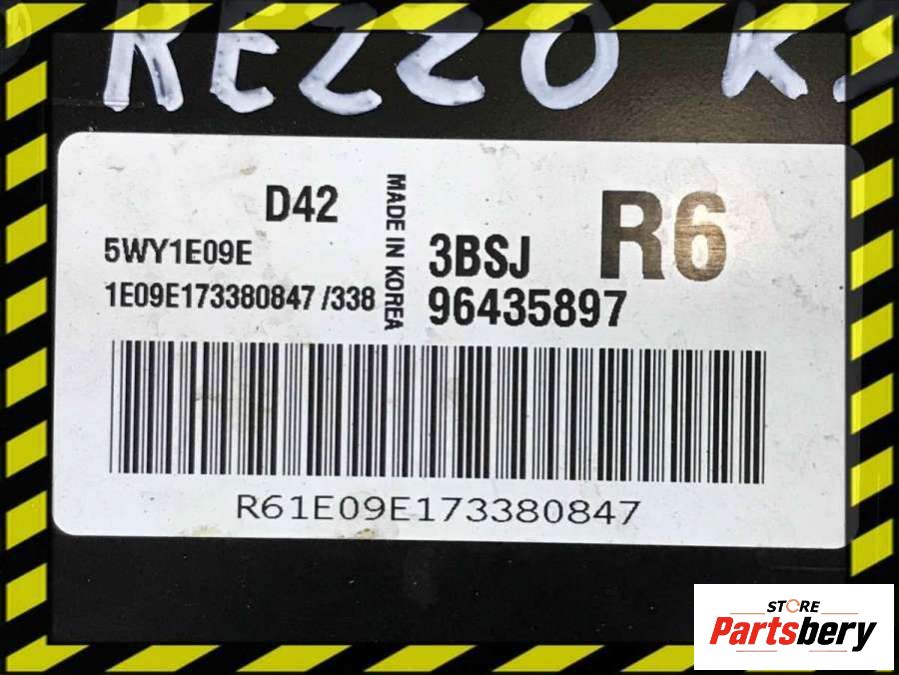 REZZO
D42
MADE IN KOREA
5WY1E09E
1E09E173380847 /338
3BSJ
R6
96435897
R61E09E173380847
STORE
Partsbery